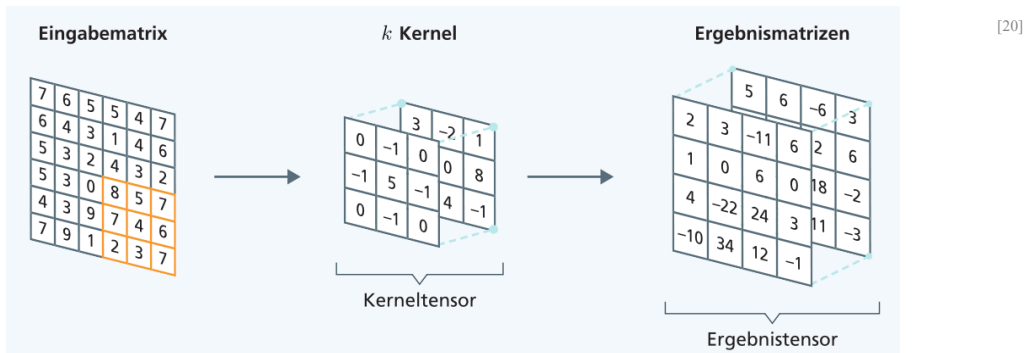 Eingabematrix
k Kernel
Ergebnismatrizen
[20]
7 6 5 5 4 7
6 4 3 1 4 6
5 3 2 4 3 2
5 3 0 8 5 7
4 3 9 7 4 6
7 9 1 2 3 7
3 -2 1
0 8
4 -1
0 -1 0
-1 5 -1
0 -1 0
5 6 -6 3
2 6
18 -2
11 -3
2 3 -11 6
1 0 6 0
4 -22 24 3
-10 34 12 -1
Kerneltensor
Ergebnistensor